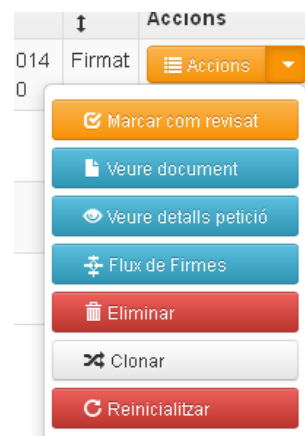 Accions
014 Firmat Accions
0
Marcar com revisat
Veure document
Veure detalls petició
Flux de Firmes
Eliminar
Clonar
Reinicialitzar